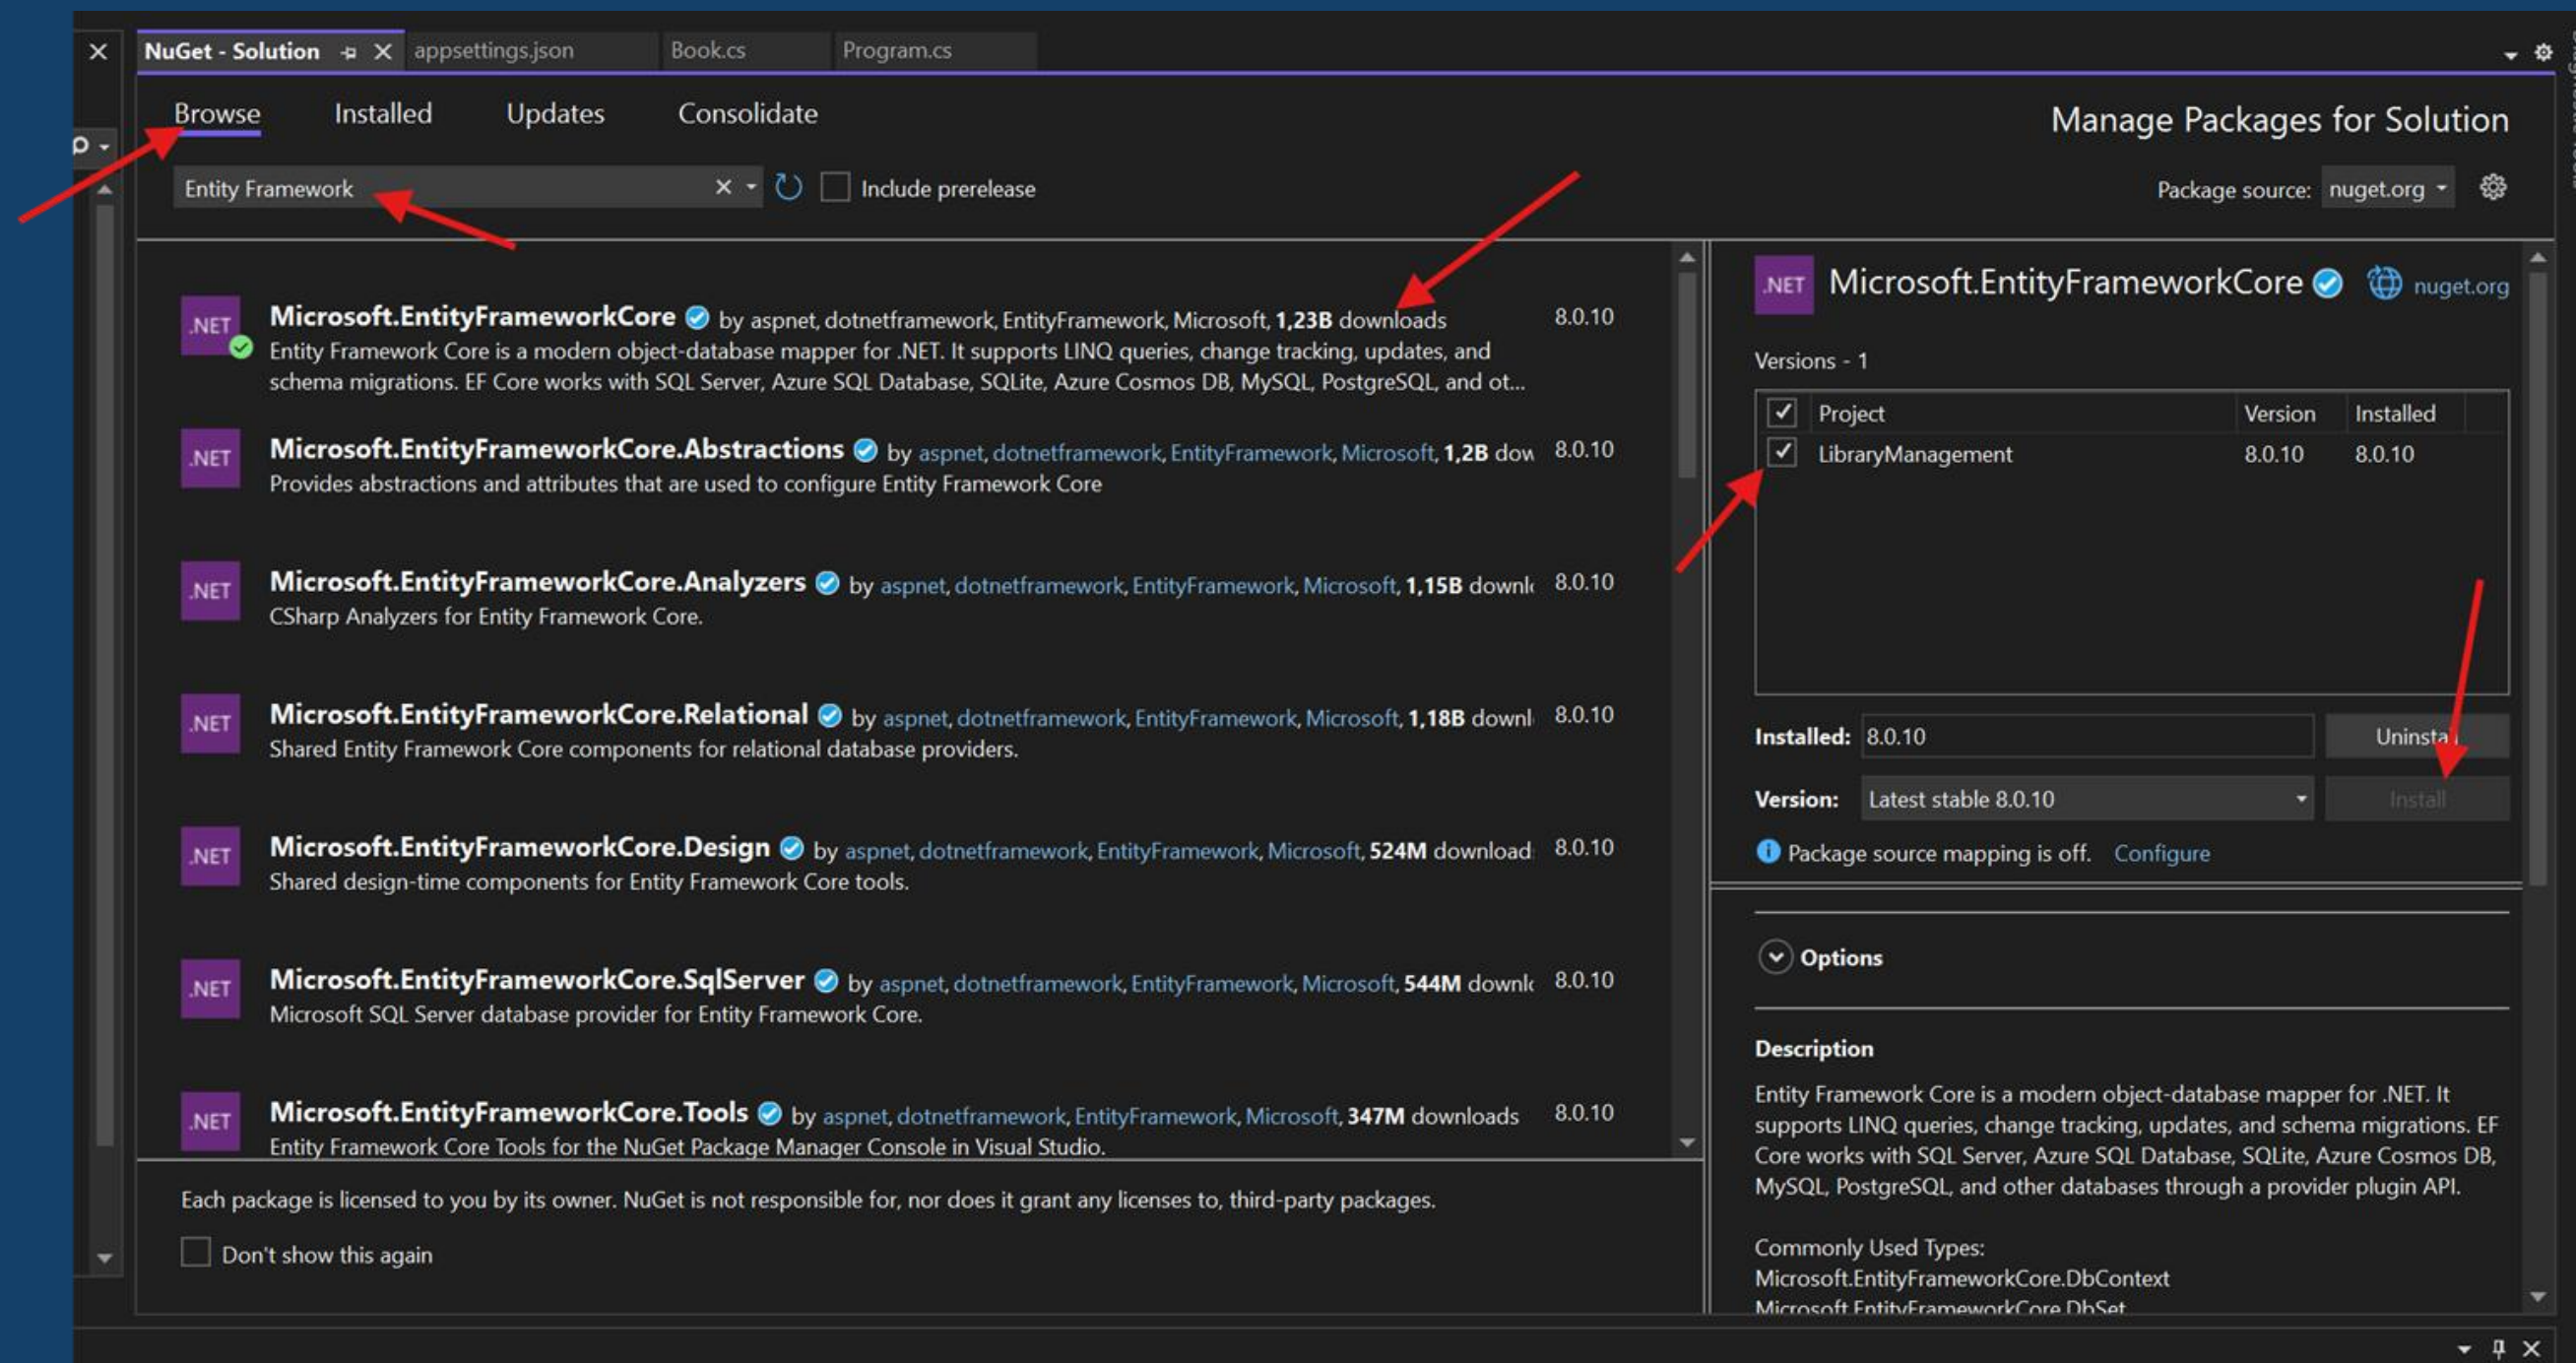 NuGet - Solution appsettings.json Book.cs Program.cs
Browse Installed Updates Consolidate
Manage Packages for Solution
Entity Framework
Include prerelease
Package source: nuget.org
.NET
Microsoft.EntityFrameworkCore by aspnet, dotnetframework, EntityFramework, Microsoft, 1,23B downloads 8.0.10
Entity Framework Core is a modern object-database mapper for .NET. It supports LINQ queries, change tracking, updates, and
schema migrations. EF Core works with SQL Server, Azure SQL Database, SQLite, Azure Cosmos DB, MySQL, PostgreSQL, and ot...
.NET
Microsoft.EntityFrameworkCore.Abstractions by aspnet, dotnetframework, EntityFramework, Microsoft, 1,2B dow 8.0.10
Provides abstractions and attributes that are used to configure Entity Framework Core
.NET
Microsoft.EntityFrameworkCore.Analyzers by aspnet, dotnetframework, EntityFramework, Microsoft, 1,15B downl 8.0.10
CSharp Analyzers for Entity Framework Core.
.NET
Microsoft.EntityFrameworkCore.Relational by aspnet, dotnetframework, EntityFramework, Microsoft, 1,18B downl 8.0.10
Shared Entity Framework Core components for relational database providers.
.NET
Microsoft.EntityFrameworkCore.Design by aspnet, dotnetframework, EntityFramework, Microsoft, 524M download 8.0.10
Shared design-time components for Entity Framework Core tools.
.NET
Microsoft.EntityFrameworkCore.SqlServer by aspnet, dotnetframework, EntityFramework, Microsoft, 544M downl 8.0.10
Microsoft SQL Server database provider for Entity Framework Core.
.NET
Microsoft.EntityFrameworkCore.Tools by aspnet, dotnetframework, EntityFramework, Microsoft, 347M downloads 8.0.10
Entity Framework Core Tools for the NuGet Package Manager Console in Visual Studio.
Each package is licensed to you by its owner. NuGet is not responsible for, nor does it grant any licenses to, third-party packages.
Don't show this again
.NET Microsoft.EntityFrameworkCore nuget.org
Versions - 1
Project Version Installed
LibraryManagement 8.0.10 8.0.10
Installed: 8.0.10 Uninstall
Version: Latest stable 8.0.10 Install
Package source mapping is off. Configure
Options
Description
Entity Framework Core is a modern object-database mapper for .NET. It
supports LINQ queries, change tracking, updates, and schema migrations. EF
Core works with SQL Server, Azure SQL Database, SQLite, Azure Cosmos DB,
MySQL, PostgreSQL, and other databases through a provider plugin API.
Commonly Used Types:
Microsoft.EntityFrameworkCore.DbContext
Microsoft.EntityFrameworkCore.DbSet